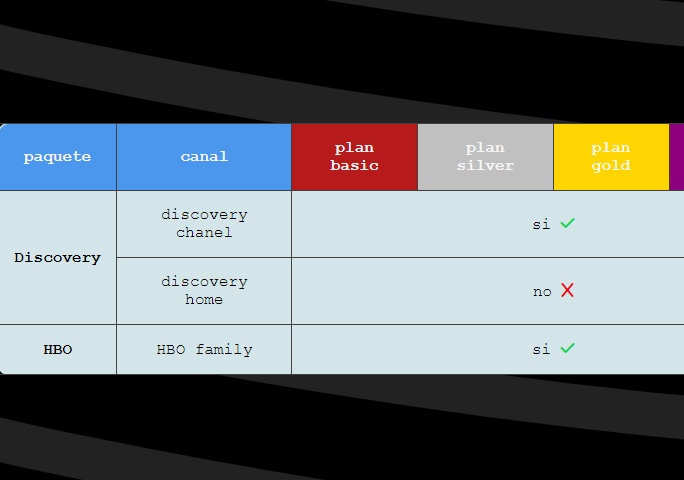 paquete
canal
plan
basic
plan
silver
plan
gold
Discovery
discovery
chanel
si ✓
discovery
home
no X
HBO
HBO family
si ✓